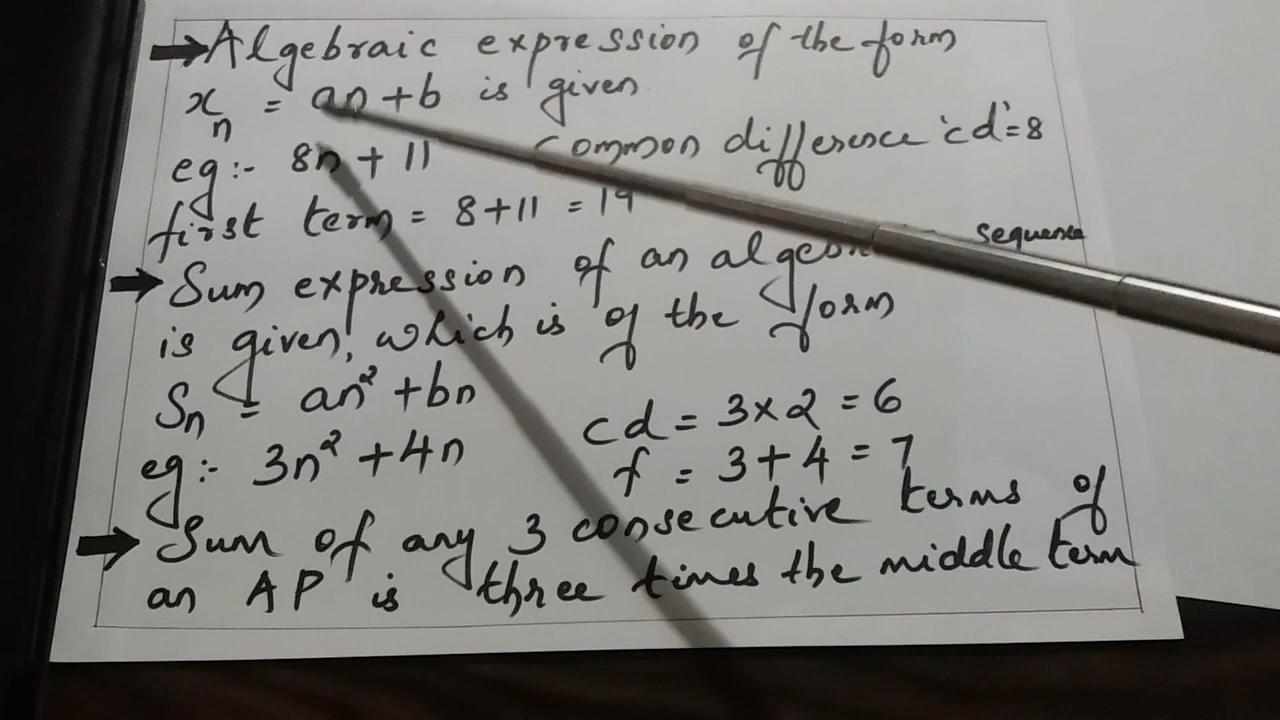 → Algebraic expression of the form
xₙ = an + b is given
eg:- 8n + 11 common difference 'cd' = 8
first term = 8 + 11 = 19
→ Sum expression of an sequence
is given, which is of the form
Sₙ = an² + bn
eg:- 3n² + 4n cd = 3 × 2 = 6
f = 3 + 4 = 7
→ Sum of any 3 consecutive terms of
an AP is three times the middle term